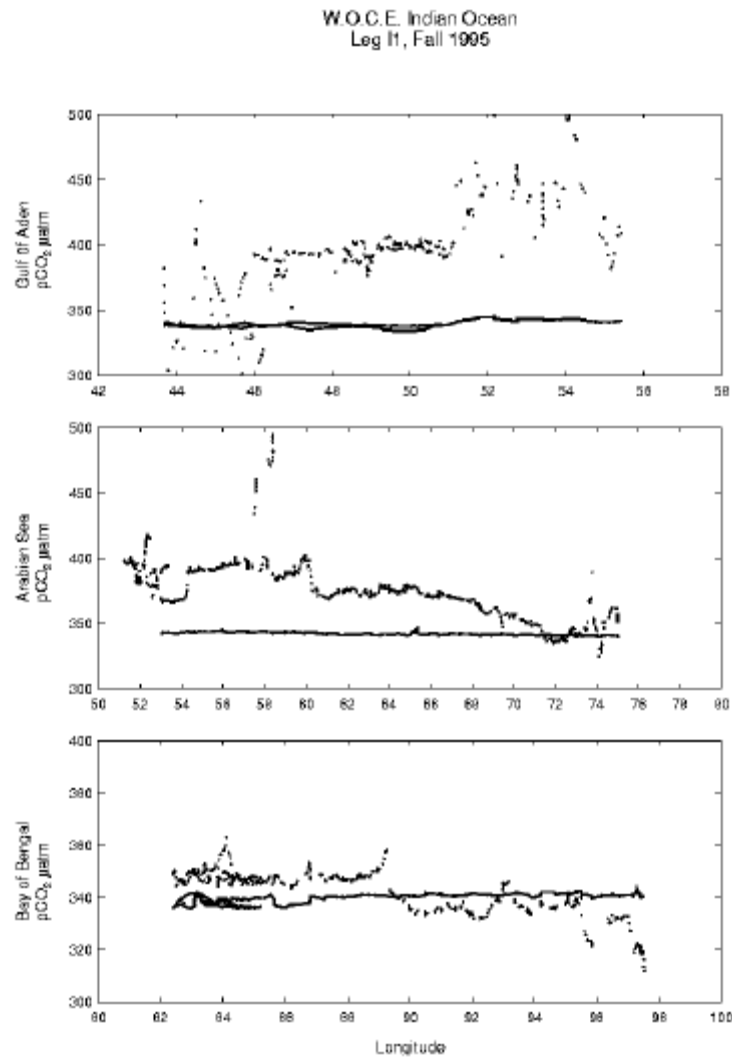 W.O.C.E. Indian Ocean
Leg I1, Fall 1995
500
450
400
350
300
Gulf of Aden
pCO₂ µatm
42 44 46 48 50 52 54 56 58
500
450
400
350
300
Arabian Sea
pCO₂ µatm
50 52 54 56 58 60 62 64 66 68 70 72 74 76 78 80
400
380
360
340
320
300
Bay of Bengal
pCO₂ µatm
80 82 84 86 88 90 92 94 96 98 100
Longitude